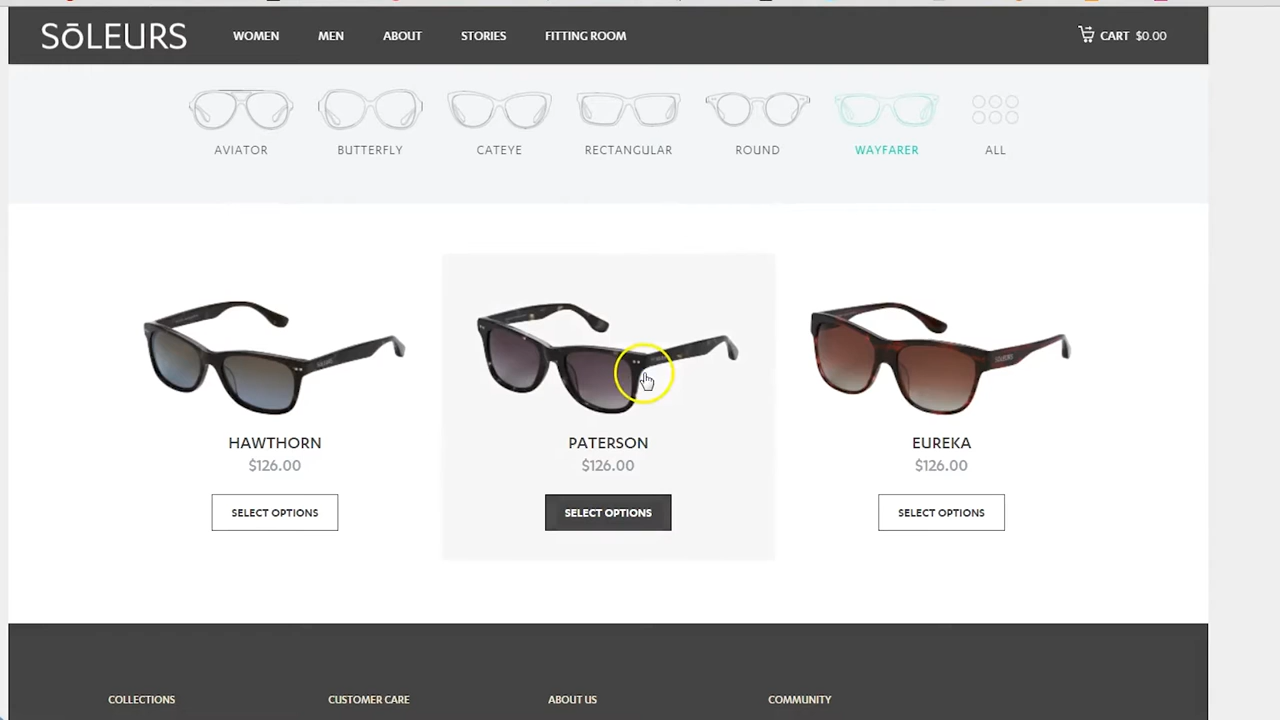 SōLEURS WOMEN MEN ABOUT STORIES FITTING ROOM CART $0.00
AVIATOR BUTTERFLY CATEYE RECTANGULAR ROUND WAYFARER ALL
HAWTHORN PATERSON EUREKA
$126.00 $126.00 $126.00
SELECT OPTIONS SELECT OPTIONS SELECT OPTIONS
COLLECTIONS CUSTOMER CARE ABOUT US COMMUNITY